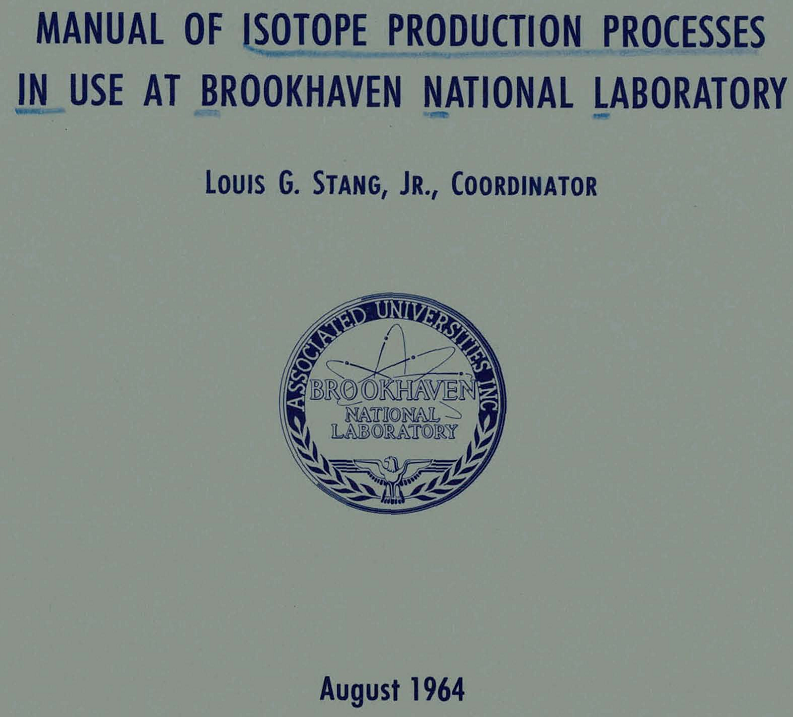 MANUAL OF ISOTOPE PRODUCTION PROCESSES
IN USE AT BROOKHAVEN NATIONAL LABORATORY
LOUIS G. STANG, JR., COORDINATOR
ASSOCIATED UNIVERSITIES INC
BROOKHAVEN
NATIONAL
LABORATORY
August 1964